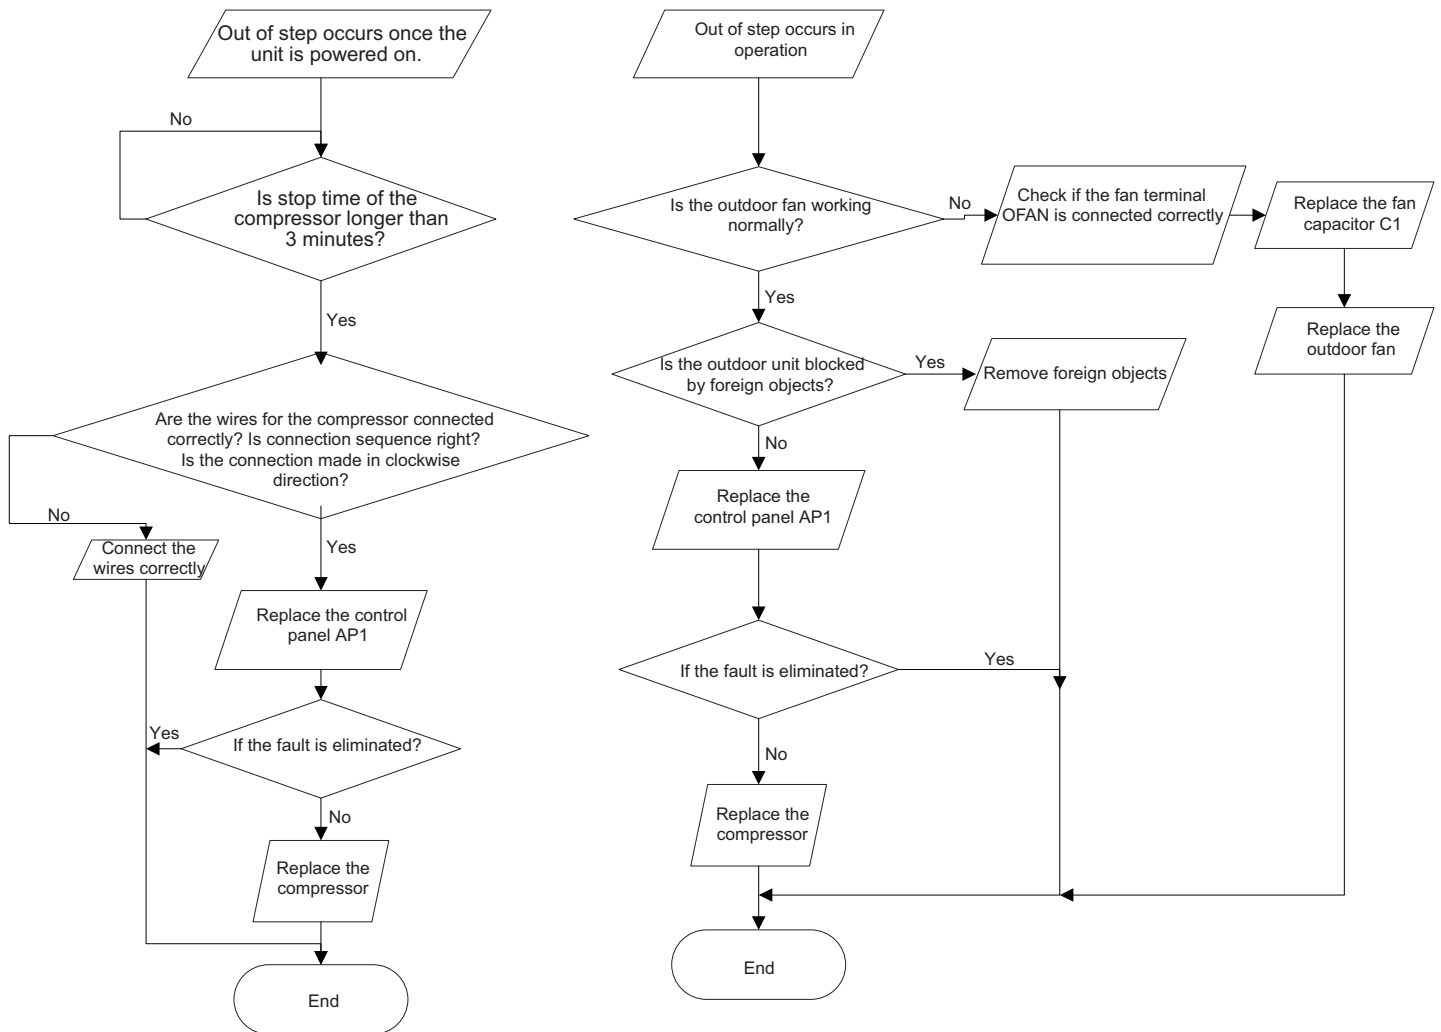 Out of step occurs once the
unit is powered on.
No
Is stop time of the
compressor longer than
3 minutes?
Yes
Are the wires for the compressor connected
correctly? Is connection sequence right?
Is the connection made in clockwise
direction?
No
Connect the
wires correctly
Yes
Replace the control
panel AP1
Yes
If the fault is eliminated?
No
Replace the
compressor
End
Out of step occurs in
operation
Is the outdoor fan working
normally?
No
Check if the fan terminal
OFAN is connected correctly
Replace the fan
capacitor C1
Replace the
outdoor fan
Yes
Is the outdoor unit blocked
by foreign objects?
Yes
Remove foreign objects
No
Replace the
control panel AP1
If the fault is eliminated?
Yes
No
Replace the
compressor
End